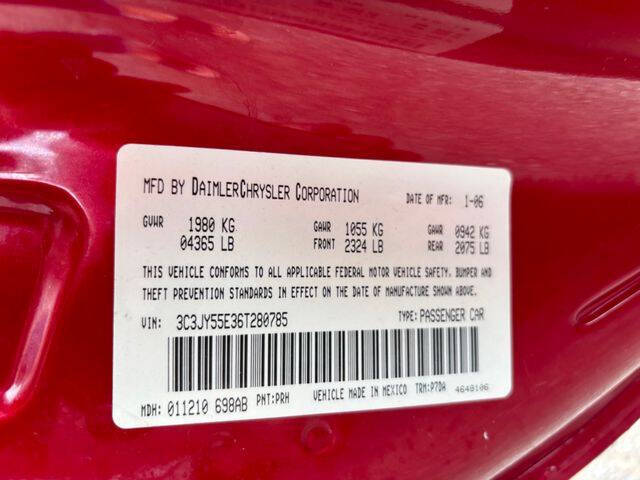 MFD BY DAIMLERCHRYSLER CORPORATION DATE OF MFR: 1-06
GVWR 1980 KG GAWR 1055 KG GAWR 0942 KG
04365 LB FRONT 2324 LB REAR 2075 LB
THIS VEHICLE CONFORMS TO ALL APPLICABLE FEDERAL MOTOR VEHICLE SAFETY, BUMPER AND
THEFT PREVENTION STANDARDS IN EFFECT ON THE DATE OF MANUFACTURE SHOWN ABOVE.
VIN: 3C3JY55E36T280785 TYPE: PASSENGER CAR
MDH: 011210 698AB PNT: PRH VEHICLE MADE IN MEXICO TRM: P7DA 4648106